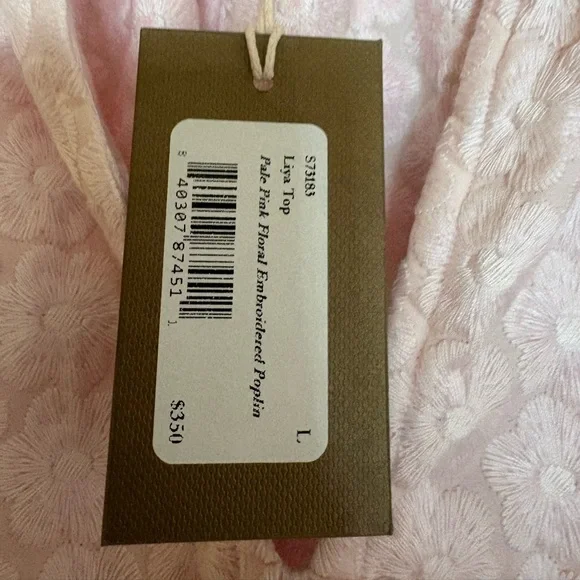 S73183
Liya Top
Pale Pink Floral Embroidered Poplin
L
8 40307 87451 1
$350